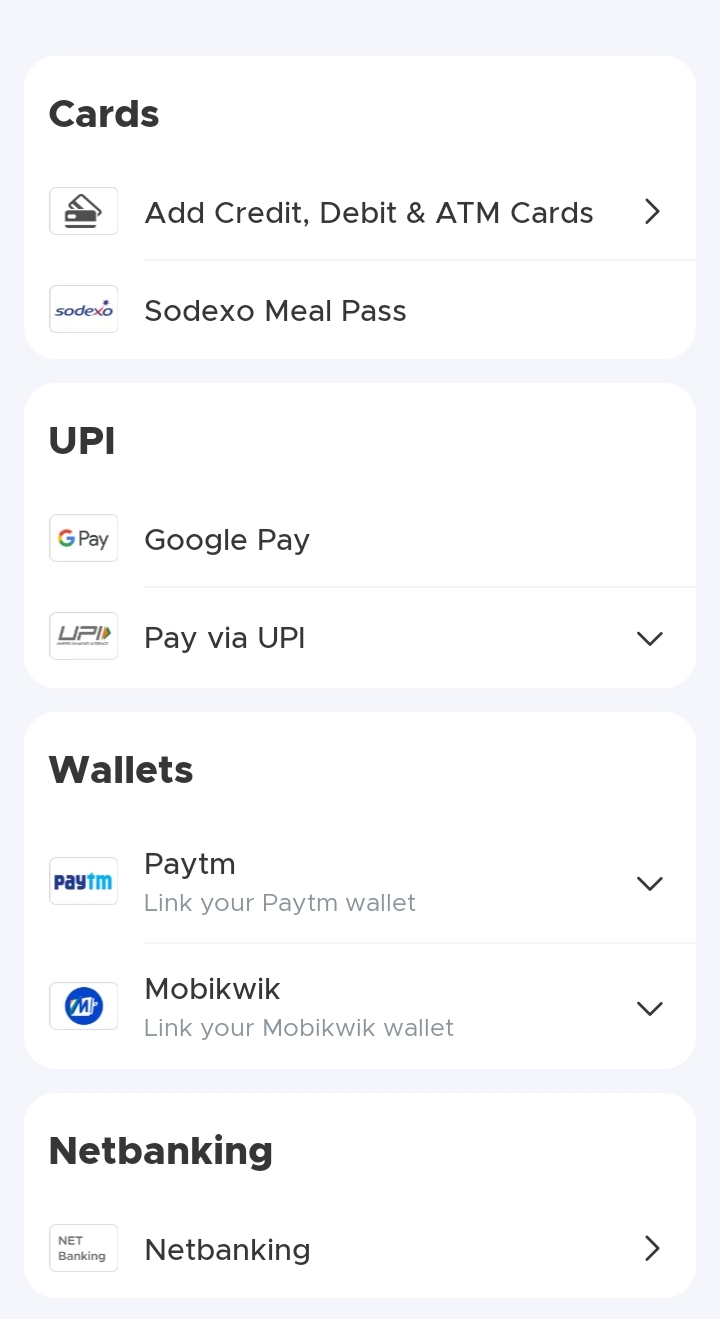 Cards
Add Credit, Debit & ATM Cards
sodexo
Sodexo Meal Pass
UPI
G Pay
Google Pay
UPI
Pay via UPI
Wallets
Paytm
paytm
Link your Paytm wallet
Mobikwik
Link your Mobikwik wallet
Netbanking
NET
Banking
Netbanking